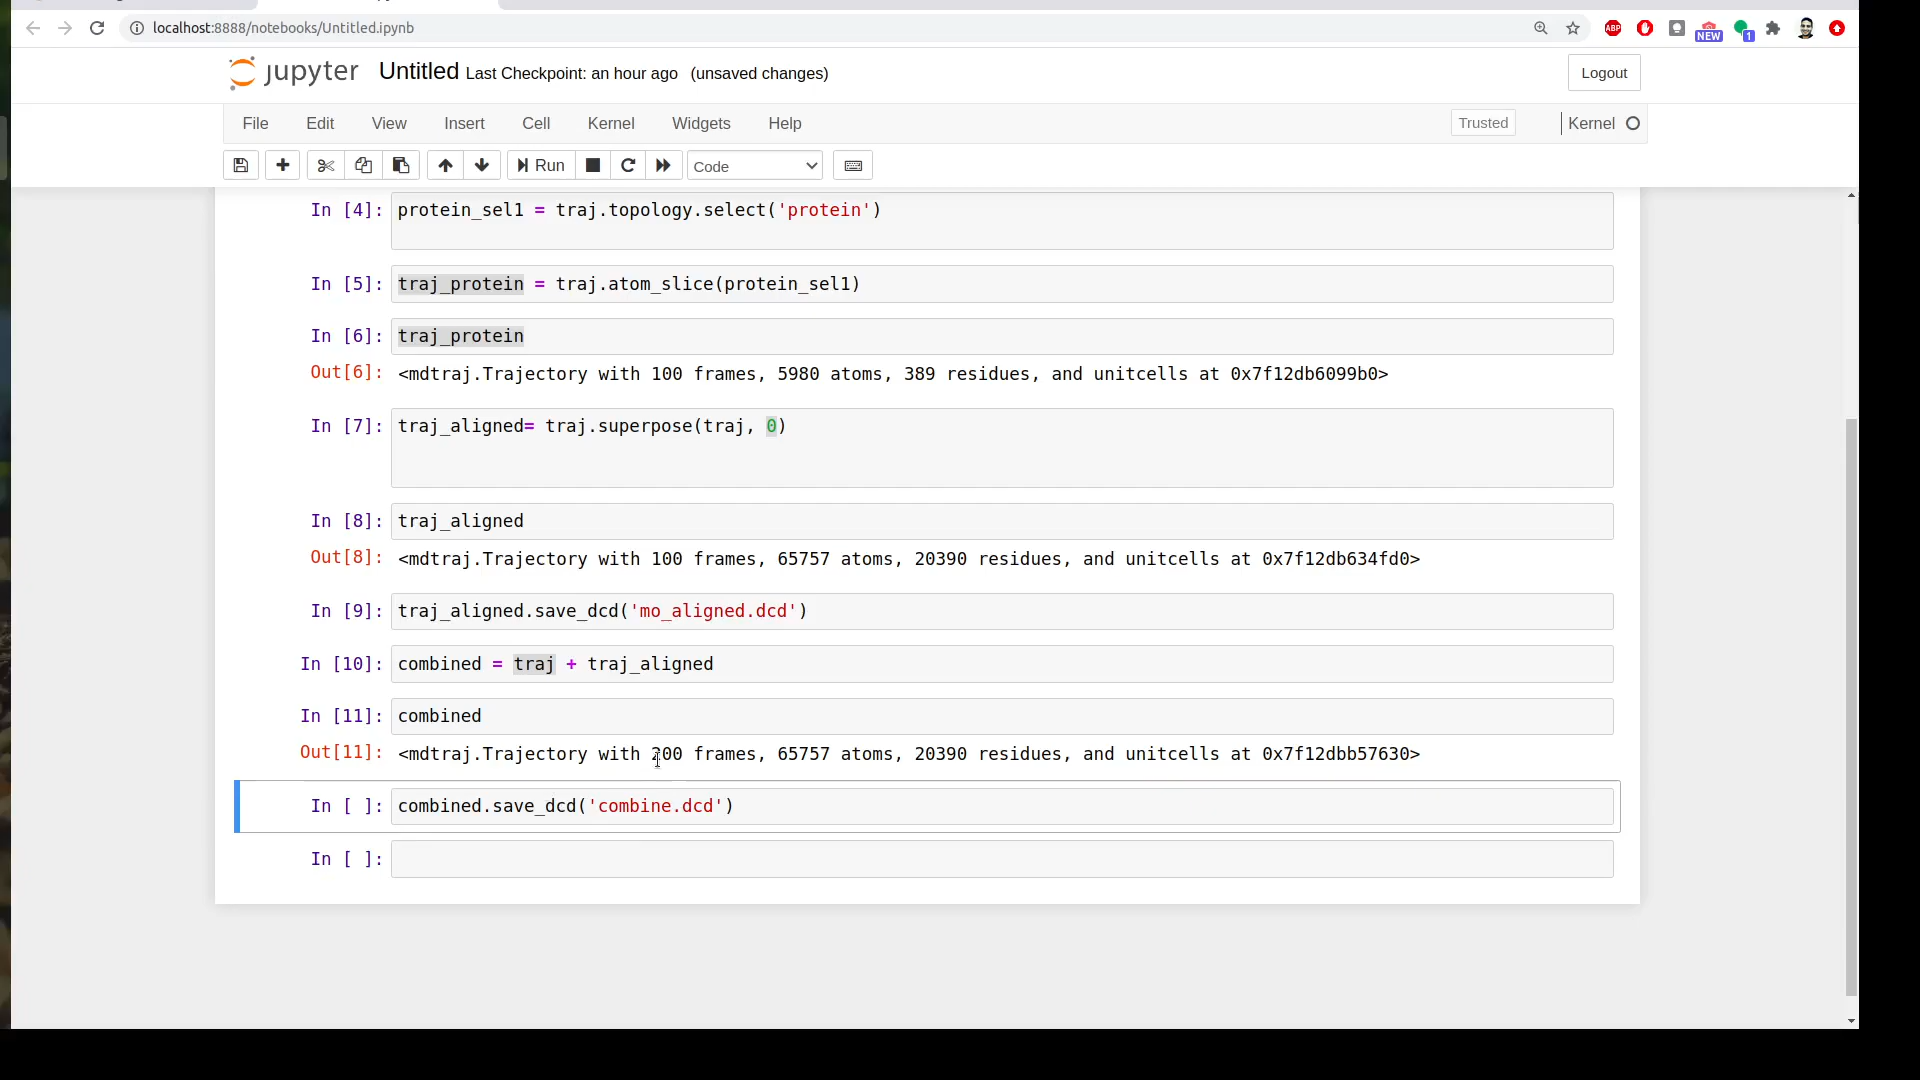 localhost:8888/notebooks/Untitled.ipynb
ABP
NEW
1
jupyter Untitled Last Checkpoint: an hour ago (unsaved changes)
Logout
File Edit View Insert Cell Kernel Widgets Help
Trusted Kernel
Run
Code
In [4]: protein_sel1 = traj.topology.select('protein')
In [5]: traj_protein = traj.atom_slice(protein_sel1)
In [6]: traj_protein
Out[6]: <mdtraj.Trajectory with 100 frames, 5980 atoms, 389 residues, and unitcells at 0x7f12db6099b0>
In [7]: traj_aligned= traj.superpose(traj, 0)
In [8]: traj_aligned
Out[8]: <mdtraj.Trajectory with 100 frames, 65757 atoms, 20390 residues, and unitcells at 0x7f12db634fd0>
In [9]: traj_aligned.save_dcd('mo_aligned.dcd')
In [10]: combined = traj + traj_aligned
In [11]: combined
Out[11]: <mdtraj.Trajectory with 200 frames, 65757 atoms, 20390 residues, and unitcells at 0x7f12dbb57630>
In [ ]: combined.save_dcd('combine.dcd')
In [ ]: